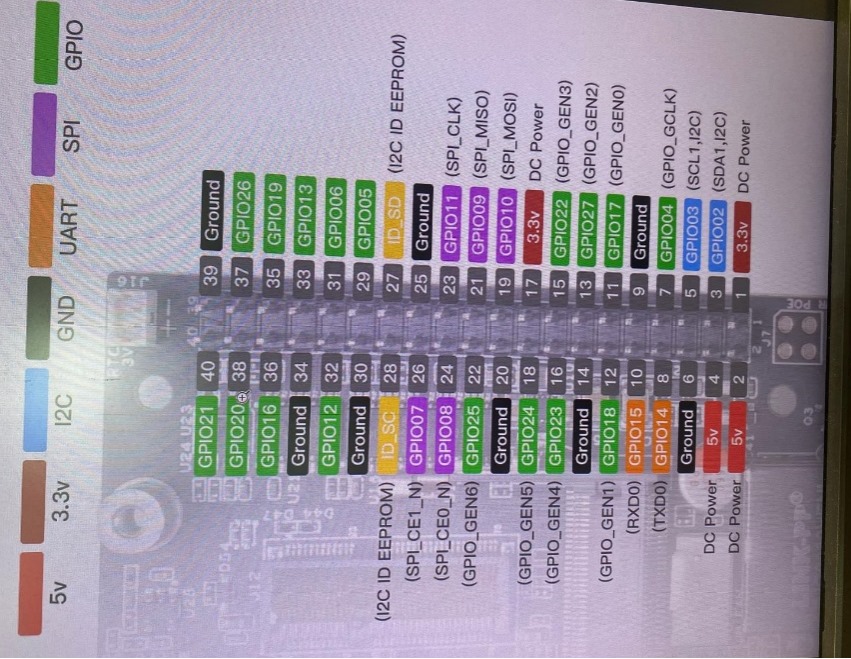 5v 3.3v I2C GND UART SPI GPIO
J16
GPIO21 40 39 Ground
GPIO20 38 37 GPIO26
GPIO16 36 35 GPIO19
Ground 34 33 GPIO13
GPIO12 32 31 GPIO06
Ground 30 29 GPIO05
(I2C ID EEPROM) ID_SC 28 27 ID_SD (I2C ID EEPROM)
(SPI_CE1_N) GPIO07 26 25 Ground
(SPI_CE0_N) GPIO08 24 23 GPIO11 (SPI_CLK)
(GPIO_GEN6) GPIO25 22 21 GPIO09 (SPI_MISO)
Ground 20 19 GPIO10 (SPI_MOSI)
(GPIO_GEN5) GPIO24 18 17 3.3v DC Power
(GPIO_GEN4) GPIO23 16 15 GPIO22 (GPIO_GEN3)
Ground 14 13 GPIO27 (GPIO_GEN2)
(GPIO_GEN1) GPIO18 12 11 GPIO17 (GPIO_GEN0)
(RXD0) GPIO15 10 9 Ground
(TXD0) GPIO14 8 7 GPIO04 (GPIO_GCLK)
Ground 6 5 GPIO03 (SCL1,I2C)
DC Power 5v 4 3 GPIO02 (SDA1,I2C)
DC Power 5v 2 1 3.3v DC Power
J7
POE